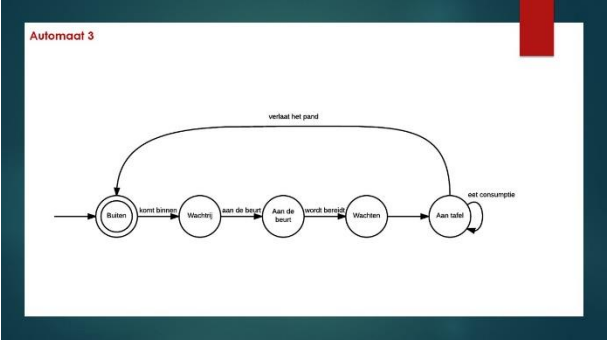 Automaat 3
verlaat het pand
eet consumptie
Buiten
komt binnen
Wachtrij
aan de beurt
Aan de
beurt
wordt bereidt
Wachten
Aan tafel